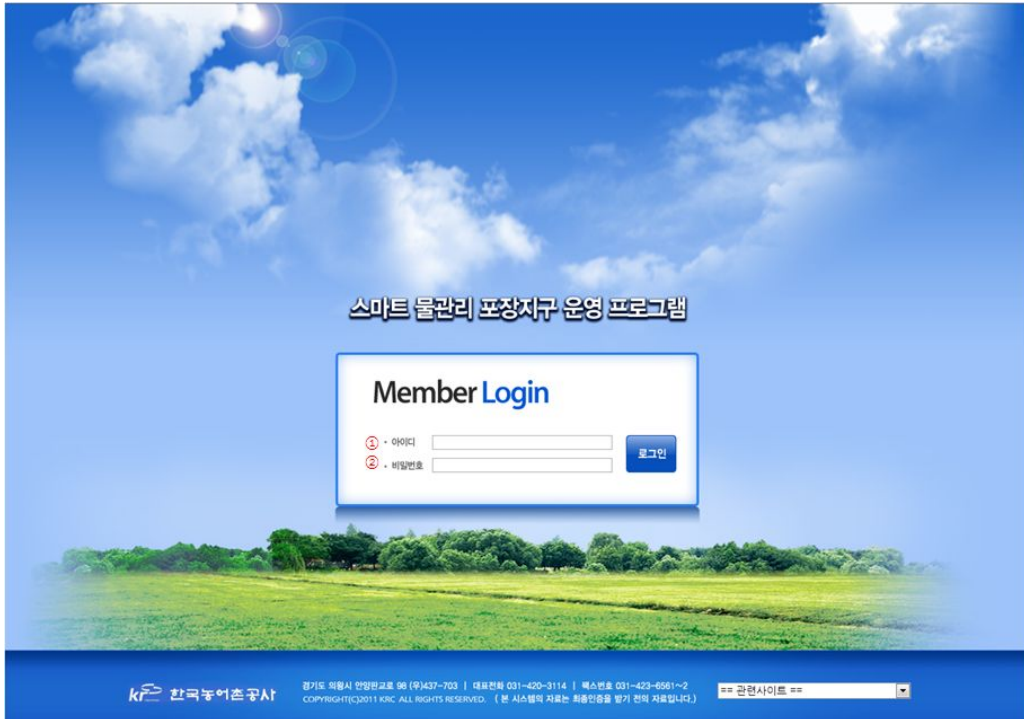 스마트 물관리 포장지구 운영 프로그램
Member Login
① · 아이디
② · 비밀번호
로그인
kr 한국농어촌공사
경기도 의왕시 안양판교로 98 (우)437-703 | 대표전화 031-420-3114 | 팩스번호 031-423-6561~2
COPYRIGHT(C)2011 KRC ALL RIGHTS RESERVED. ( 본 시스템의 자료는 최종인증을 받기 전의 자료입니다.)
== 관련사이트 ==